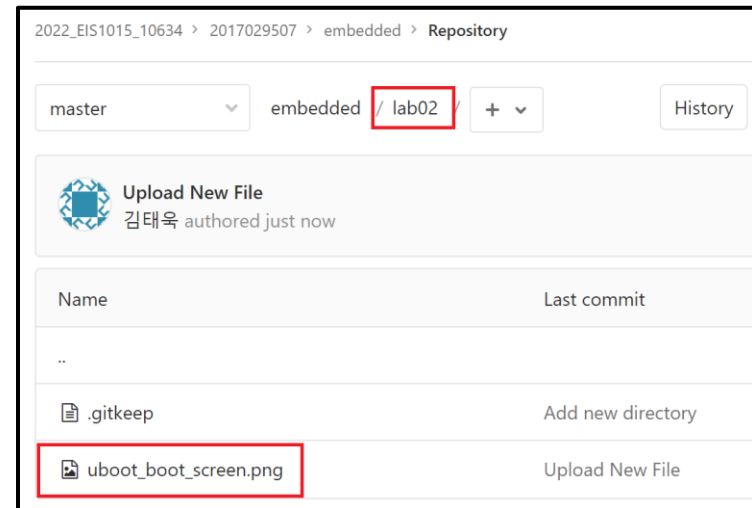 2022_EIS1015_10634 > 2017029507 > embedded > Repository
master embedded / lab02 / + History
Upload New File
김태욱 authored just now
Name Last commit
..
.gitkeep Add new directory
uboot_boot_screen.png Upload New File